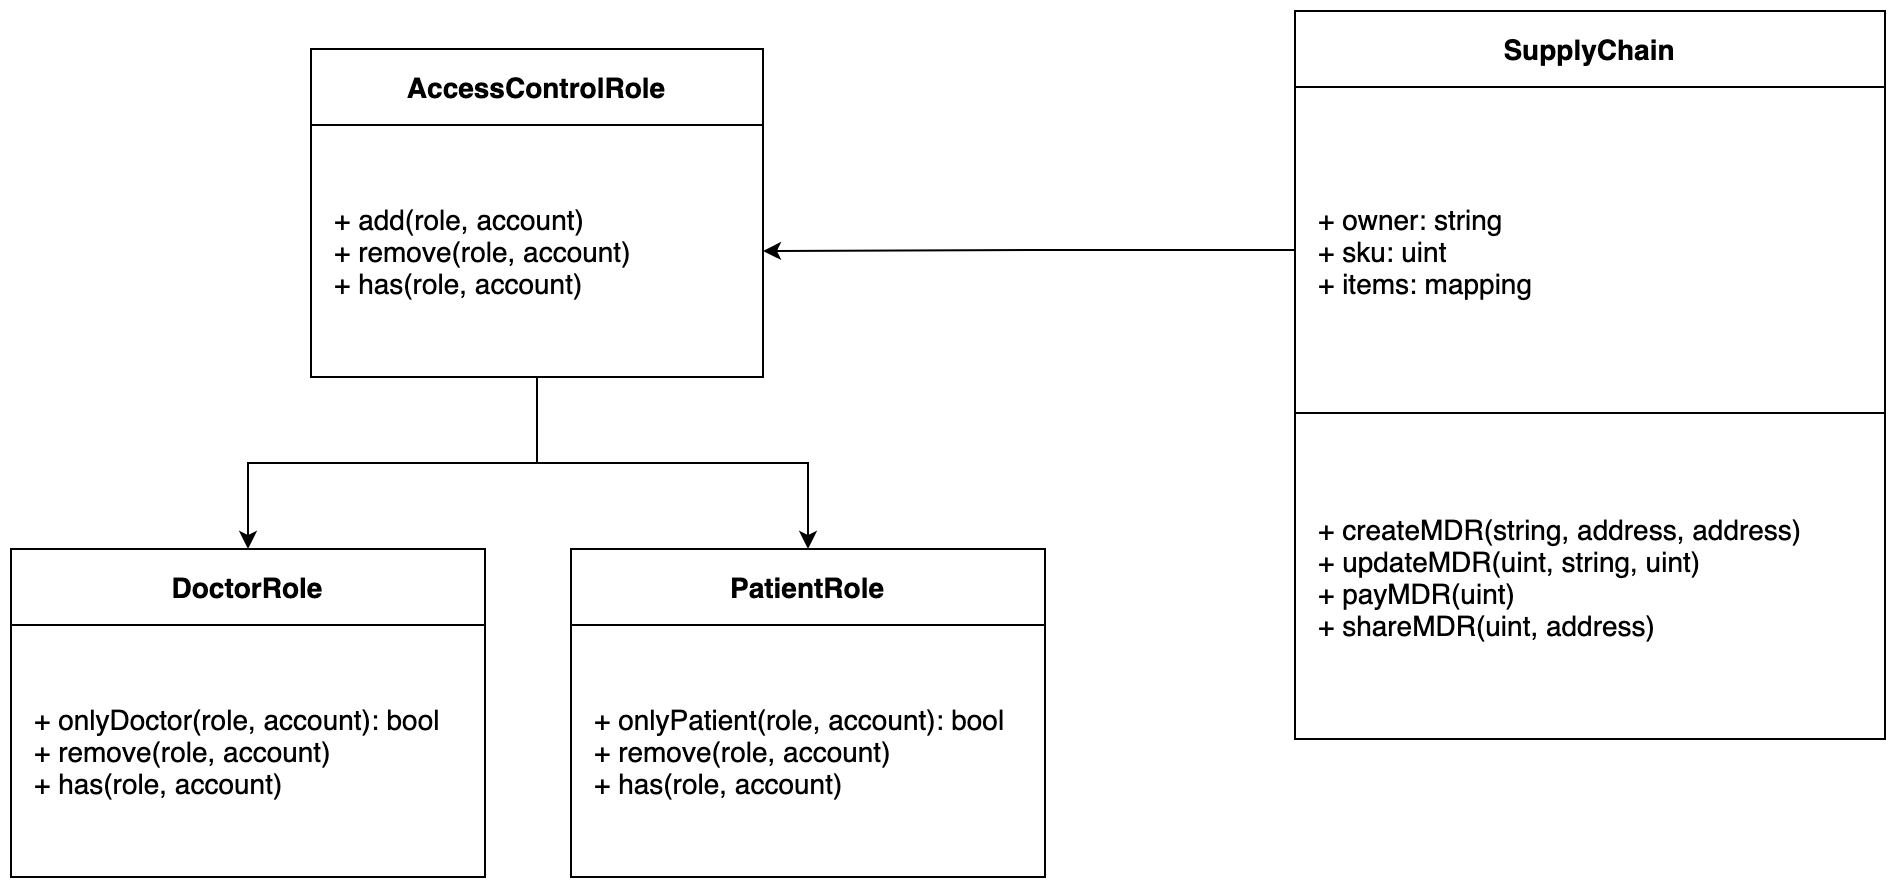 AccessControlRole
+ add(role, account)
+ remove(role, account)
+ has(role, account)
SupplyChain
+ owner: string
+ sku: uint
+ items: mapping
+ createMDR(string, address, address)
+ updateMDR(uint, string, uint)
+ payMDR(uint)
+ shareMDR(uint, address)
DoctorRole
+ onlyDoctor(role, account): bool
+ remove(role, account)
+ has(role, account)
PatientRole
+ onlyPatient(role, account): bool
+ remove(role, account)
+ has(role, account)